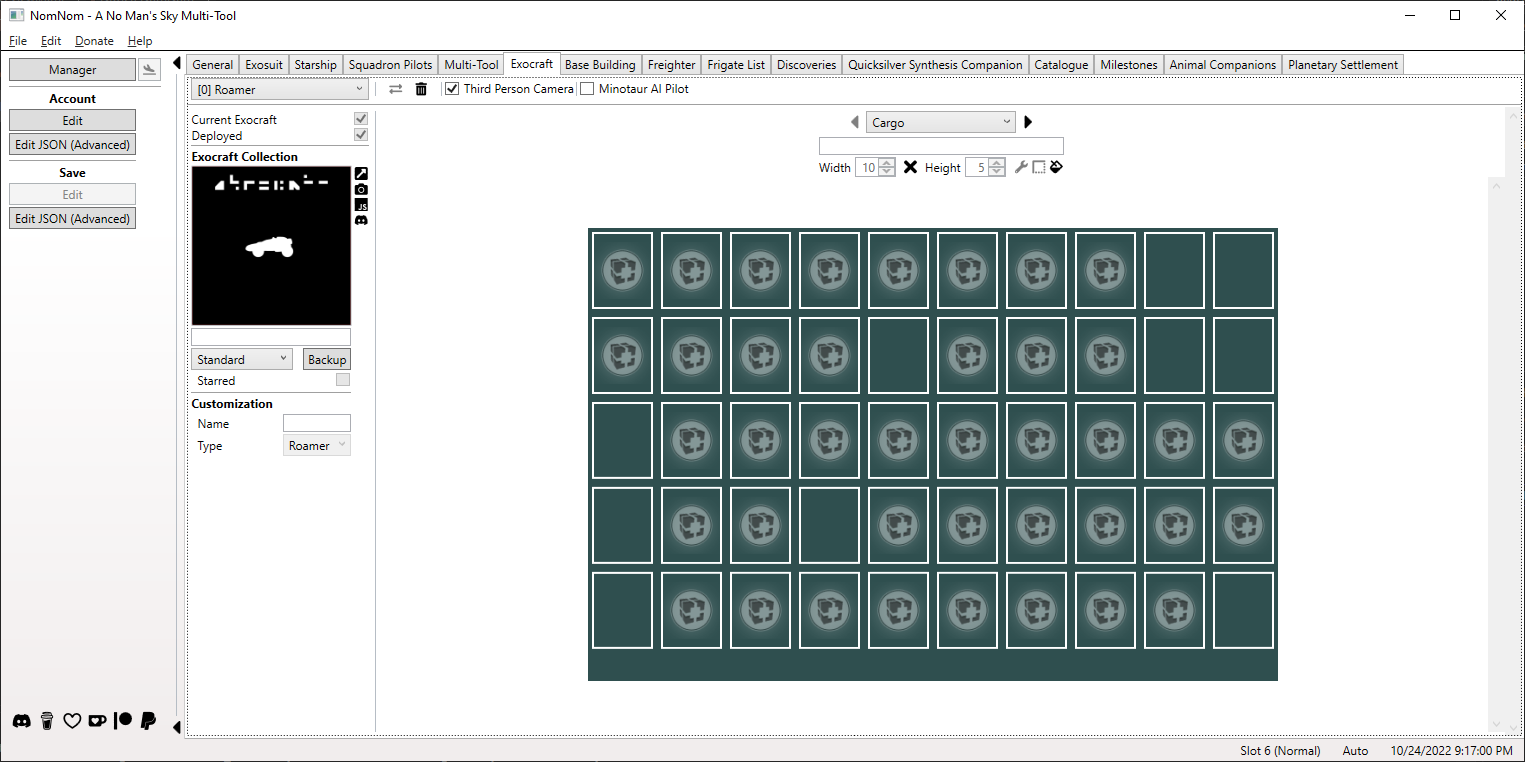 NomNom - A No Man's Sky Multi-Tool
File Edit Donate Help
Manager
Account
Edit
Edit JSON (Advanced)
Save
Edit
Edit JSON (Advanced)
General Exosuit Starship Squadron Pilots Multi-Tool Exocraft Base Building Freighter Frigate List Discoveries Quicksilver Synthesis Companion Catalogue Milestones Animal Companions Planetary Settlement
[0] Roamer Third Person Camera Minotaur AI Pilot
Current Exocraft
Deployed
Exocraft Collection
JS
Standard Backup
Starred
Customization
Name
Type Roamer
Cargo
Width 10 Height 5
Slot 6 (Normal) Auto 10/24/2022 9:17:00 PM